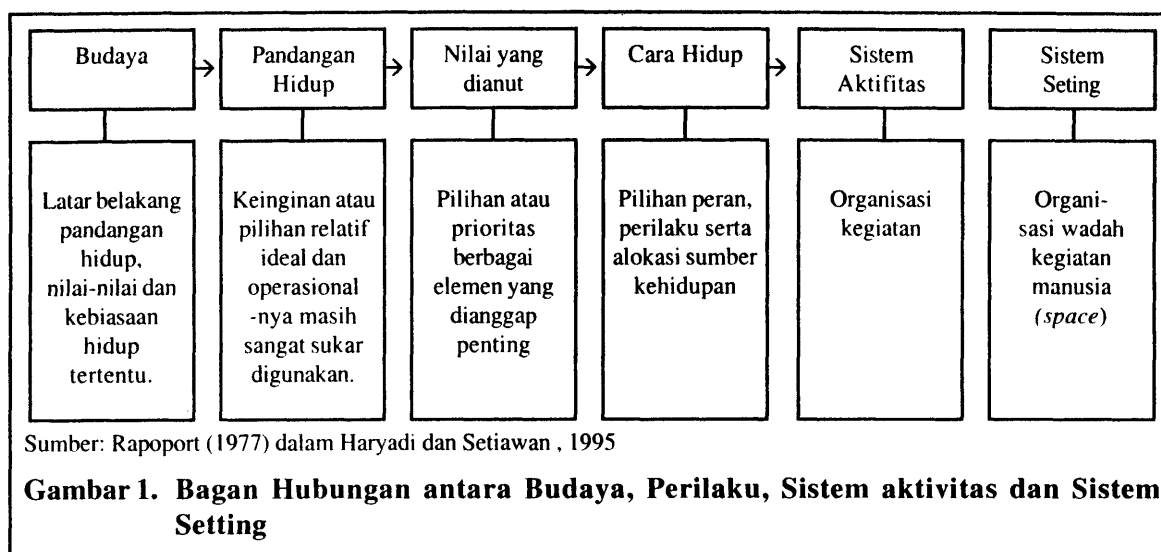 Budaya
Pandangan
Hidup
Nilai yang
dianut
Cara Hidup
Sistem
Aktifitas
Sistem
Seting
Latar belakang
pandangan
hidup,
nilai-nilai dan
kebiasaan
hidup
tertentu.
Keinginan atau
pilihan relatif
ideal dan
operasional
-nya masih
sangat sukar
digunakan.
Pilihan atau
prioritas
berbagai
elemen yang
dianggap
penting
Pilihan peran,
perilaku serta
alokasi sumber
kehidupan
Organisasi
kegiatan
Organi-
sasi wadah
kegiatan
manusia
(space)
Sumber: Rapoport (1977) dalam Haryadi dan Setiawan , 1995
Gambar 1. Bagan Hubungan antara Budaya, Perilaku, Sistem aktivitas dan Sistem
Setting